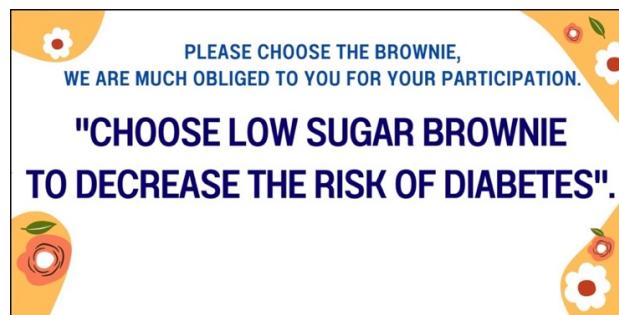 PLEASE CHOOSE THE BROWNIE,
WE ARE MUCH OBLIGED TO YOU FOR YOUR PARTICIPATION.
"CHOOSE LOW SUGAR BROWNIE
TO DECREASE THE RISK OF DIABETES".